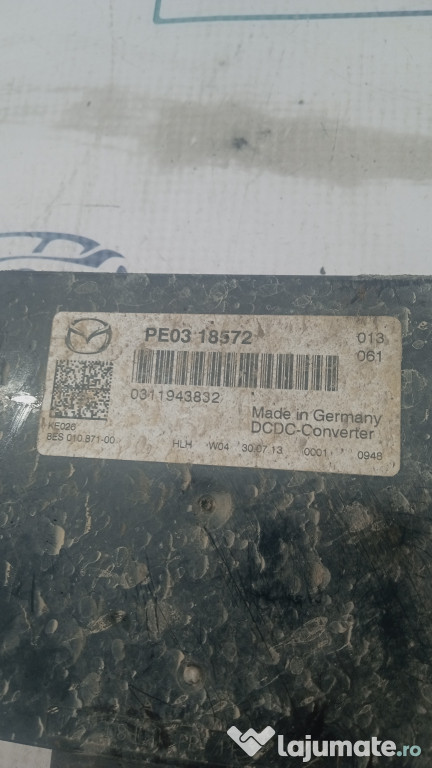 PE03 18572
013
061
0311943832
Made in Germany
DCDC-Converter
KE026
8ES 010 871-00
HLH W04 30.07.13 0001 0946
lajumate.ro